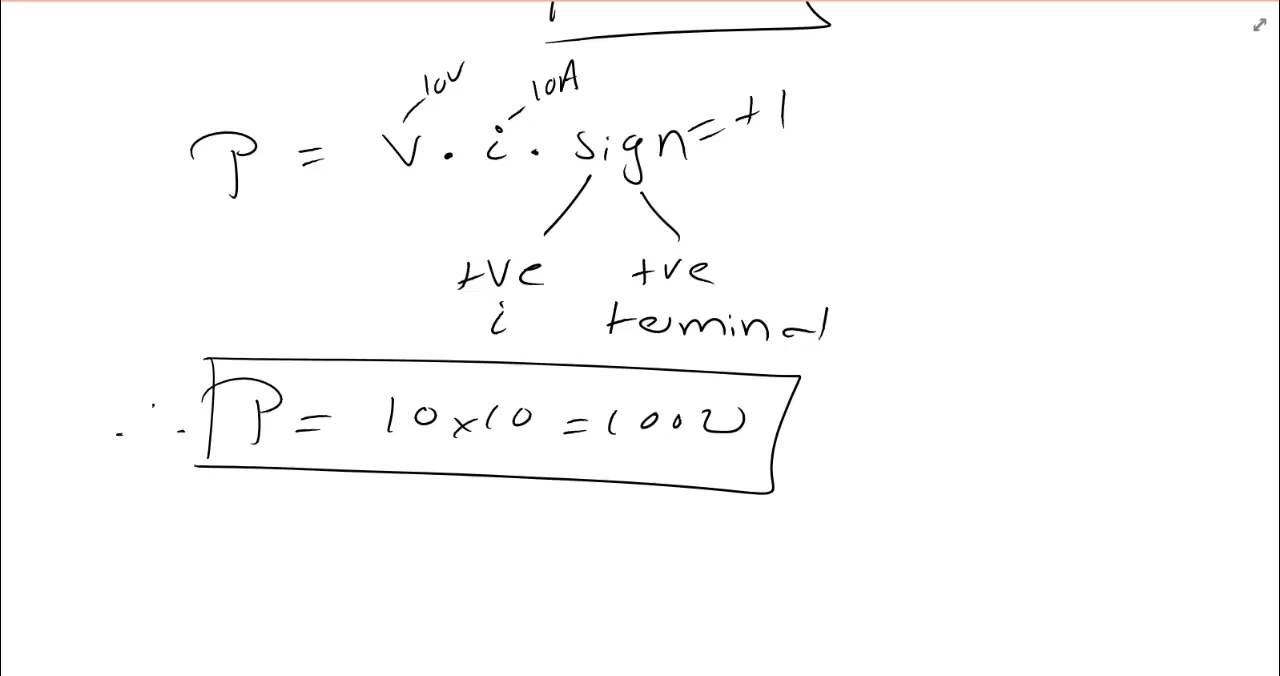 10V 10A
P = V . i . sign = +1
+ve +ve
i terminal
∴ P = 10 x 10 = 100W